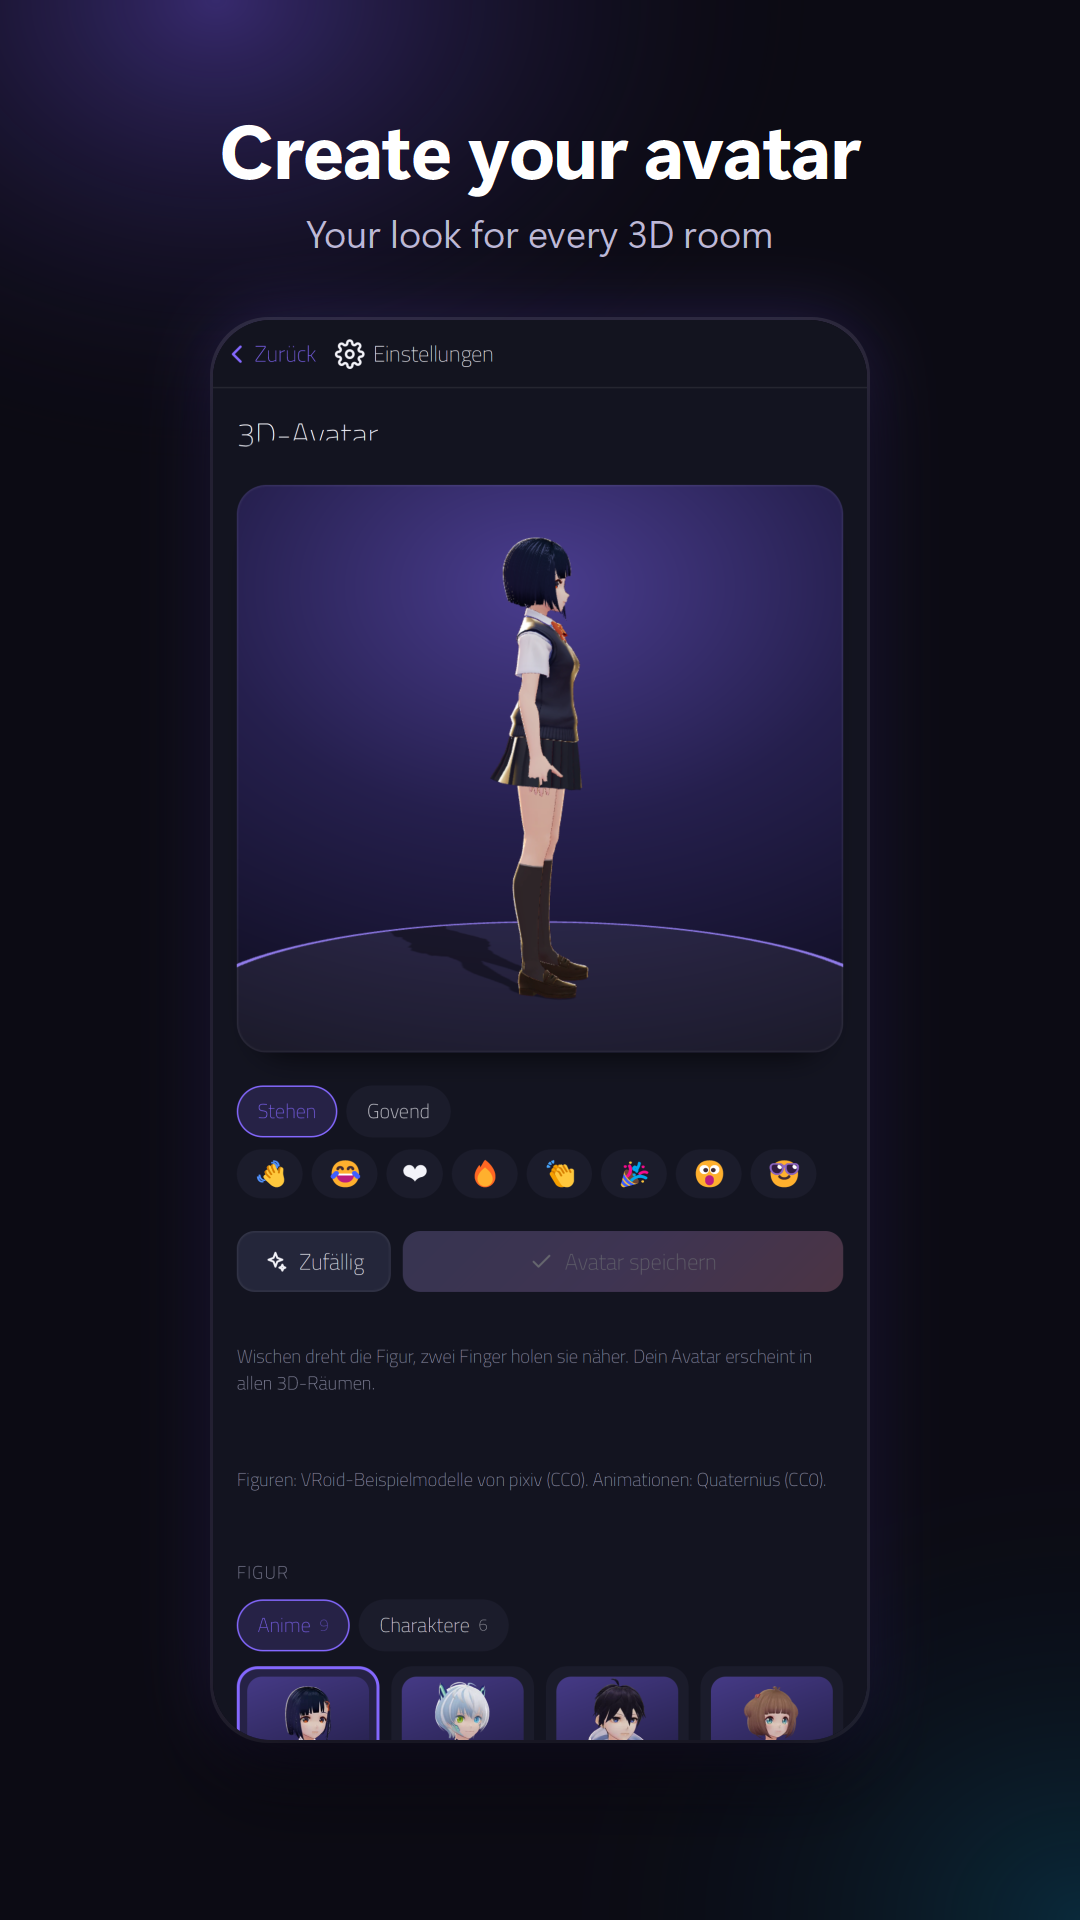 Create your avatar
Your look for every 3D room
Zurück Einstellungen
3D-Avatar
Stehen Govend
Zufällig Avatar speichern
Wischen dreht die Figur, zwei Finger holen sie näher. Dein Avatar erscheint in
allen 3D-Räumen.
Figuren: VRoid-Beispielmodelle von pixiv (CC0). Animationen: Quaternius (CC0).
FIGUR
Anime 9 Charaktere 6